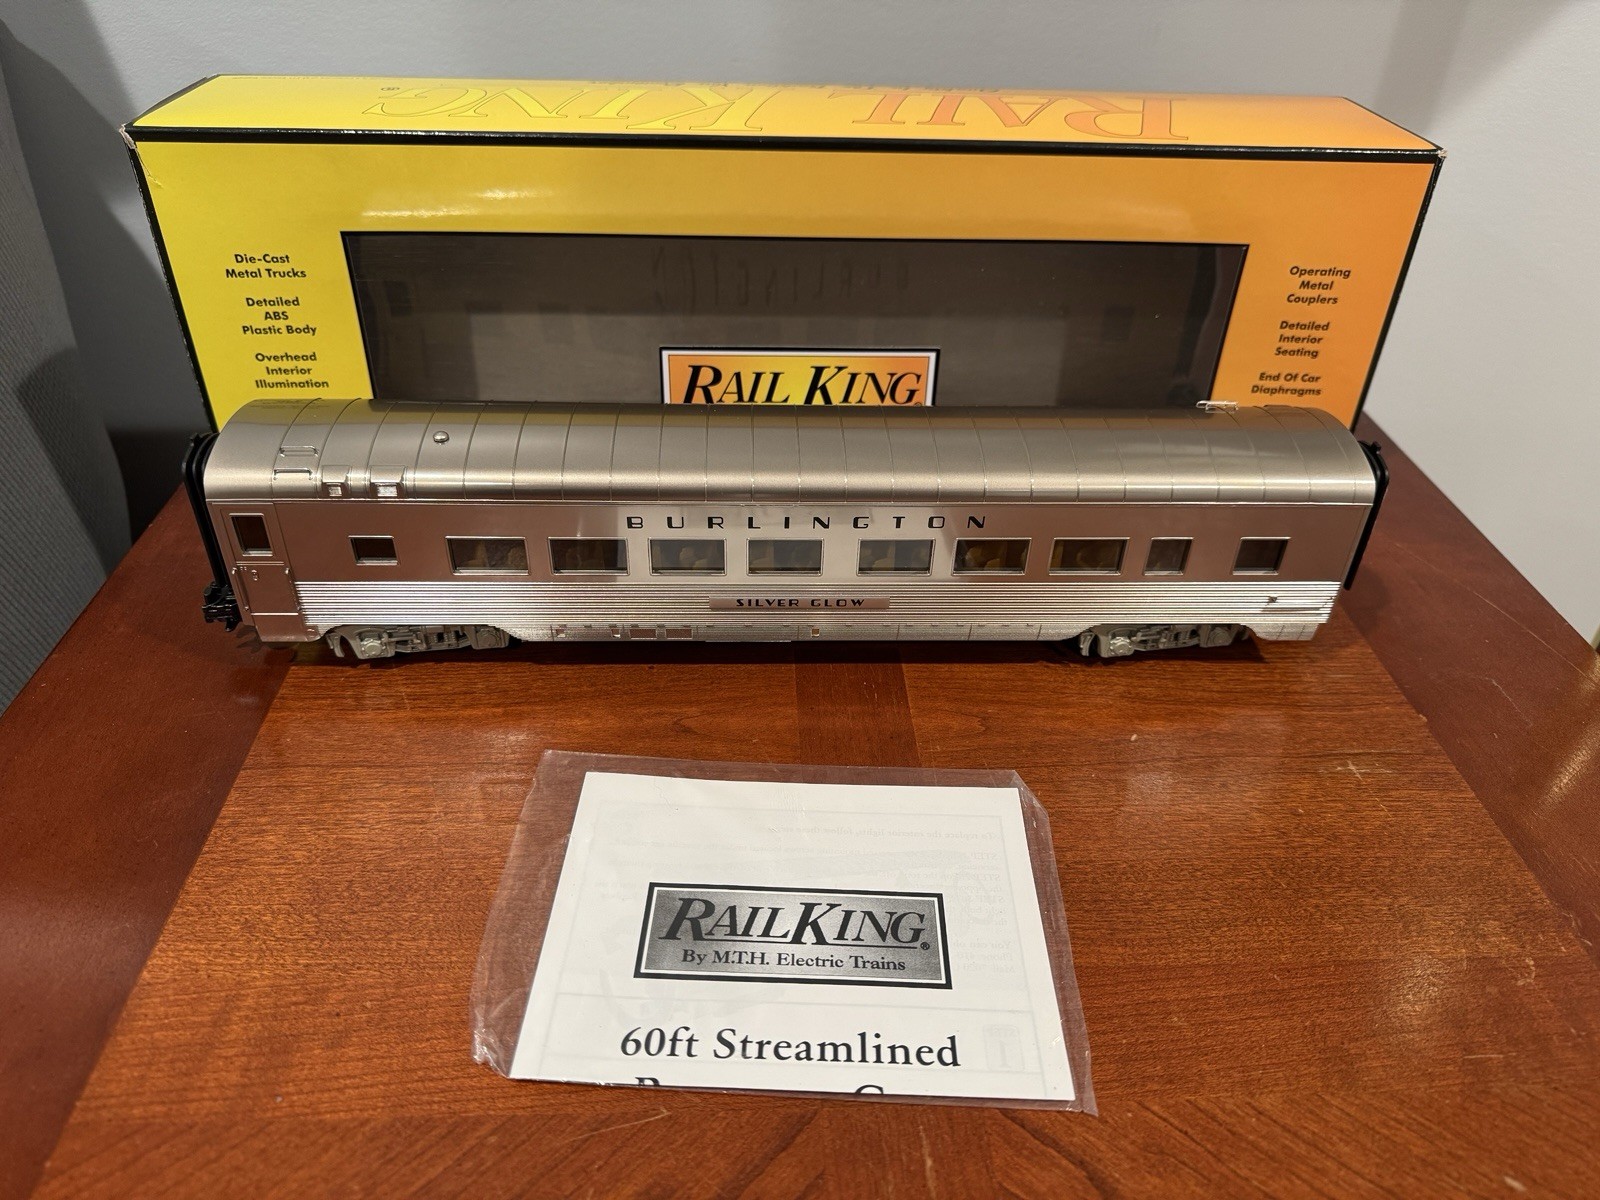 RAIL KING®
Die-Cast
Metal Trucks
Detailed
ABS
Plastic Body
Overhead
Interior
Illumination
Operating
Metal
Couplers
Detailed
Interior
Seating
End Of Car
Diaphragms
RAIL KING®
BURLINGTON
SILVER GLOW
RAILKING®
By M.T.H. Electric Trains
60ft Streamlined